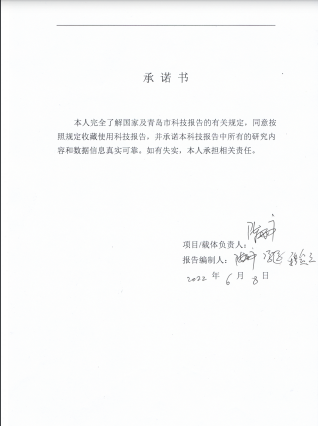 承 诺 书
本人完全了解国家及青岛市科技报告的有关规定，同意按
照规定收藏使用科技报告，并承诺本科技报告中所有的研究内
容和数据信息真实可靠。如有失实，本人承担相关责任。
项目/载体负责人：
报告编制人：
2022 年 6 月 8 日